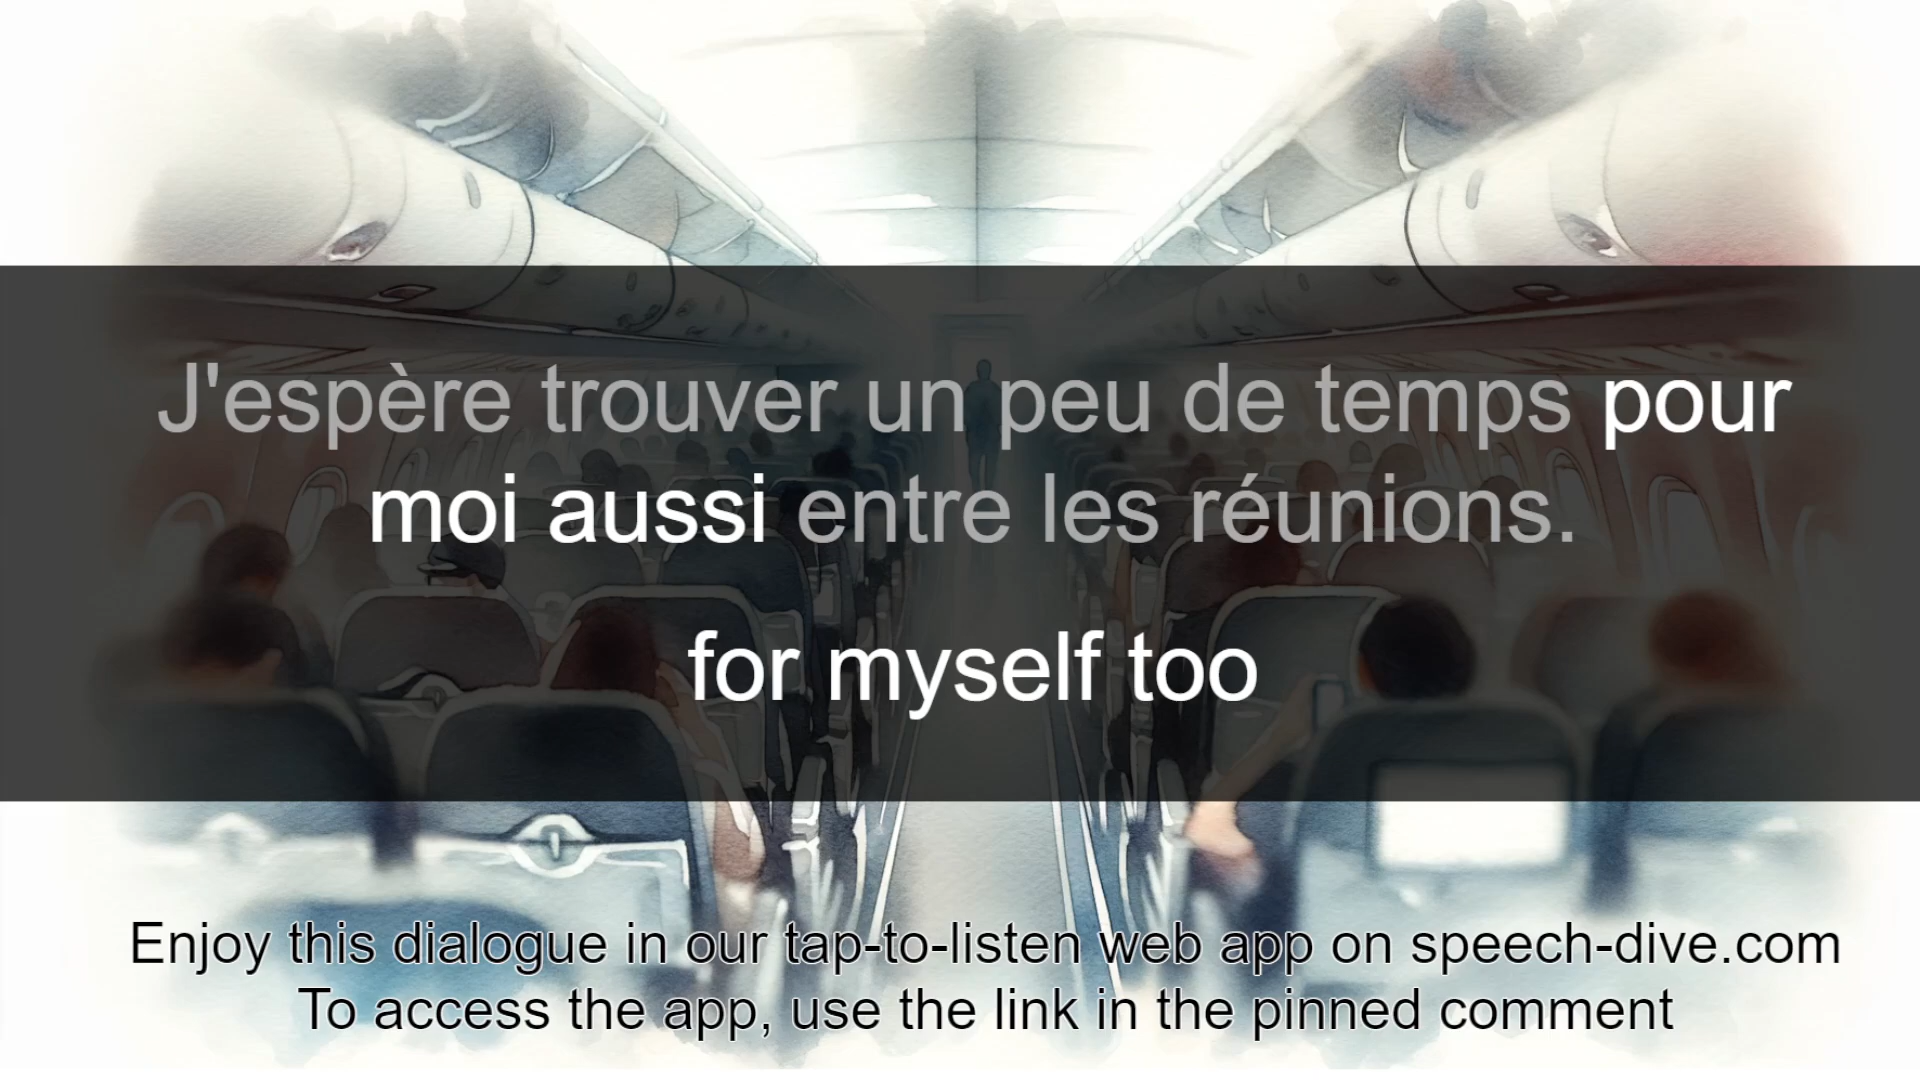 J'espère trouver un peu de temps pour
moi aussi entre les réunions.
for myself too
Enjoy this dialogue in our tap-to-listen web app on speech-dive.com
To access the app, use the link in the pinned comment